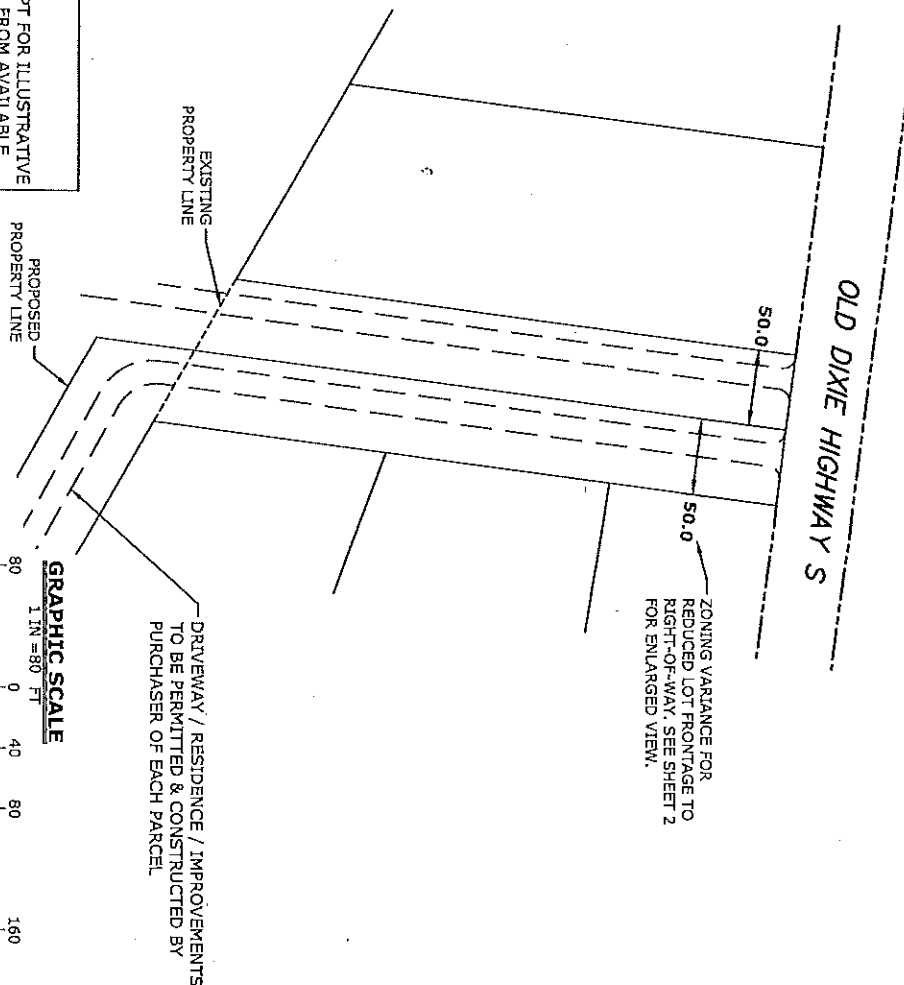 OLD DIXIE HIGHWAY S
50.0
50.0
ZONING VARIANCE FOR
REDUCED LOT FRONTAGE TO
RIGHT-OF-WAY. SEE SHEET 2
FOR ENLARGED VIEW.
EXISTING
PROPERTY LINE
PROPOSED
PROPERTY LINE
DRIVEWAY / RESIDENCE / IMPROVEMENTS
TO BE PERMITTED & CONSTRUCTED BY
PURCHASER OF EACH PARCEL
PT FOR ILLUSTRATIVE
FROM AVAILABLE
GRAPHIC SCALE
1 IN =80 FT
80 0 40 80 160